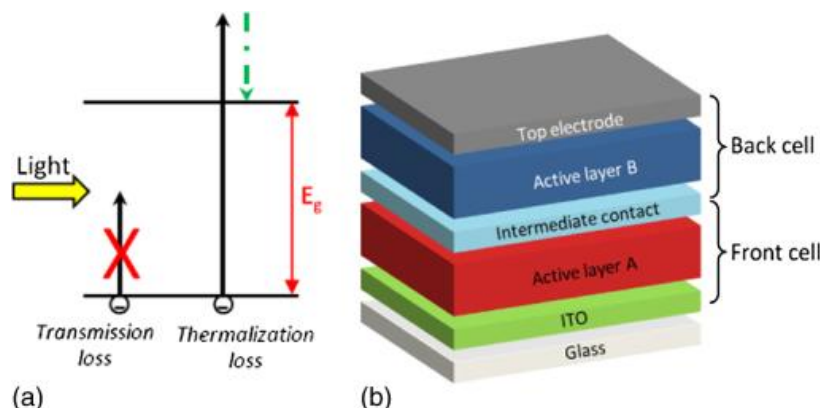 Light
E_g
Transmission
loss
Thermalization
loss
(a)
Top electrode
Active layer B
Intermediate contact
Active layer A
ITO
Glass
Back cell
Front cell
(b)